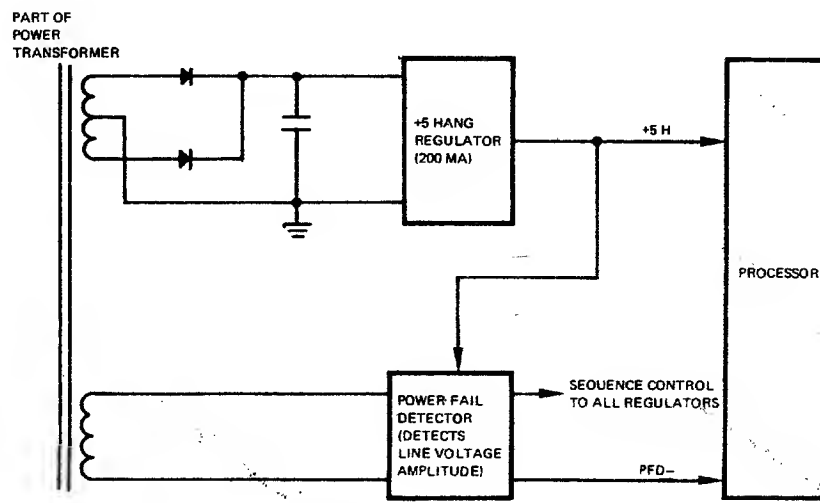 PART OF
POWER
TRANSFORMER
+5 HANG
REGULATOR
(200 MA)
+5 H
PROCESSOR
POWER FAIL
DETECTOR
(DETECTS
LINE VOLTAGE
AMPLITUDE)
SEQUENCE CONTROL
TO ALL REGULATORS
PFD–